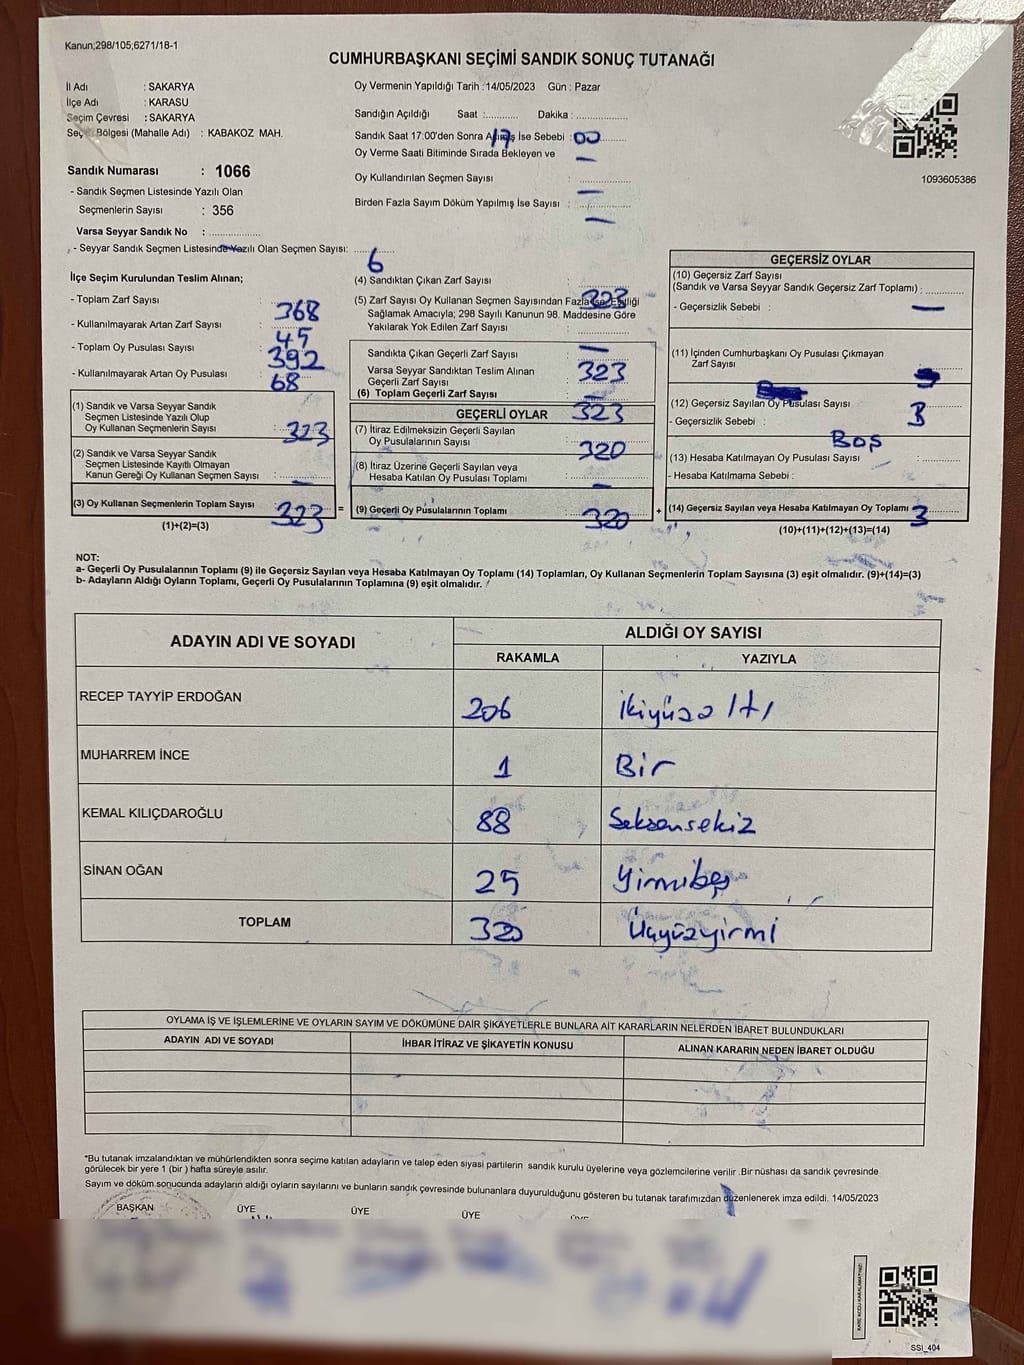 Kanun;298/105;6271/18-1
CUMHURBAŞKANI SEÇİMİ SANDIK SONUÇ TUTANAĞI
İl Adı : SAKARYA
İlçe Adı : KARASU
Seçim Çevresi : SAKARYA
Seç Bölgesi (Mahalle Adı) : KABAKOZ MAH.
Sandık Numarası : 1066
- Sandık Seçmen Listesinde Yazılı Olan
Seçmenlerin Sayısı : 356
Varsa Seyyar Sandık No :
- Seyyar Sandık Seçmen Listesinde Yazılı Olan Seçmen Sayısı:
Oy Vermenin Yapıldığı Tarih :14/05/2023 Gün : Pazar
Sandığın Açıldığı Saat : 17 Dakika : 00
Sandık Saat 17:00'den Sonra Açılmış İse Sebebi : —
Oy Verme Saati Bitiminde Sırada Bekleyen ve
Oy Kullandırılan Seçmen Sayısı : —
Birden Fazla Sayım Döküm Yapılmış İse Sayısı : —
1093605386
İlçe Seçim Kurulundan Teslim Alınan;
- Toplam Zarf Sayısı : 368
- Kullanılmayarak Artan Zarf Sayısı : 45
- Toplam Oy Pusulası Sayısı : 392
- Kullanılmayarak Artan Oy Pusulası : 68
(1) Sandık ve Varsa Seyyar Sandık
Seçmen Listesinde Yazılı Olup
Oy Kullanan Seçmenlerin Sayısı : 323
(2) Sandık ve Varsa Seyyar Sandık
Seçmen Listesinde Kayıtlı Olmayan
Kanun Gereği Oy Kullanan Seçmen Sayısı : —
(3) Oy Kullanan Seçmenlerin Toplam Sayısı : 323 =
(1)+(2)=(3)
6
(4) Sandıktan Çıkan Zarf Sayısı : 323
(5) Zarf Sayısı Oy Kullanan Seçmen Sayısından Fazla ise, Eşitliği
Sağlamak Amacıyla; 298 Sayılı Kanunun 98. Maddesine Göre
Yakılarak Yok Edilen Zarf Sayısı : —
Sandıkta Çıkan Geçerli Zarf Sayısı : 323
Varsa Seyyar Sandıktan Teslim Alınan
Geçerli Zarf Sayısı : —
(6) Toplam Geçerli Zarf Sayısı : 323
GEÇERLİ OYLAR
(7) İtiraz Edilmeksizin Geçerli Sayılan
Oy Pusulalarının Sayısı : 320
(8) İtiraz Üzerine Geçerli Sayılan veya
Hesaba Katılan Oy Pusulası Toplamı : —
(9) Geçerli Oy Pusulalarının Toplamı : 320 +
GEÇERSİZ OYLAR
(10) Geçersiz Zarf Sayısı
(Sandık ve Varsa Seyyar Sandık Geçersiz Zarf Toplamı) :
- Geçersizlik Sebebi : —
(11) İçinden Cumhurbaşkanı Oy Pusulası Çıkmayan
Zarf Sayısı :
(12) Geçersiz Sayılan Oy Pusulası Sayısı : 3
- Geçersizlik Sebebi : Boş
(13) Hesaba Katılmayan Oy Pusulası Sayısı :
- Hesaba Katılmama Sebebi :
(14) Geçersiz Sayılan veya Hesaba Katılmayan Oy Toplamı : 3
(10)+(11)+(12)+(13)=(14)
NOT:
a- Geçerli Oy Pusulalarının Toplamı (9) ile Geçersiz Sayılan veya Hesaba Katılmayan Oy Toplamı (14) Toplamları, Oy Kullanan Seçmenlerin Toplam Sayısına (3) eşit olmalıdır. (9)+(14)=(3)
b- Adayların Aldığı Oyların Toplamı, Geçerli Oy Pusulalarının Toplamına (9) eşit olmalıdır.
ADAYIN ADI VE SOYADI ALDIĞI OY SAYISI
RAKAMLA YAZIYLA
RECEP TAYYİP ERDOĞAN 206 ikiyüzaltı
MUHARREM İNCE 1 Bir
KEMAL KILIÇDAROĞLU 88 Seksensekiz
SİNAN OĞAN 25 Yirmibeş
TOPLAM 320 Üçyüzyirmi
OYLAMA İŞ VE İŞLEMLERİNE VE OYLARIN SAYIM VE DÖKÜMÜNE DAİR ŞİKAYETLERLE BUNLARA AİT KARARLARIN NELERDEN İBARET BULUNDUKLARI
ADAYIN ADI VE SOYADI İHBAR İTİRAZ VE ŞİKAYETİN KONUSU ALINAN KARARIN NEDEN İBARET OLDUĞU
*Bu tutanak imzalandıktan ve mühürlendikten sonra seçime katılan adayların ve talep eden siyasi partilerin sandık kurulu üyelerine veya gözlemcilerine verilir .Bir nüshası da sandık çevresinde
görülecek bir yere 1 (bir ) hafta süreyle asılır.
Sayım ve döküm sonucunda adayların aldığı oyların sayılarını ve bunların sandık çevresinde bulunanlara duyurulduğunu gösteren bu tutanak tarafımızdan düzenlenerek imza edildi. 14/05/2023
BAŞKAN ÜYE ÜYE ÜYE ÜYE
SSİ_404